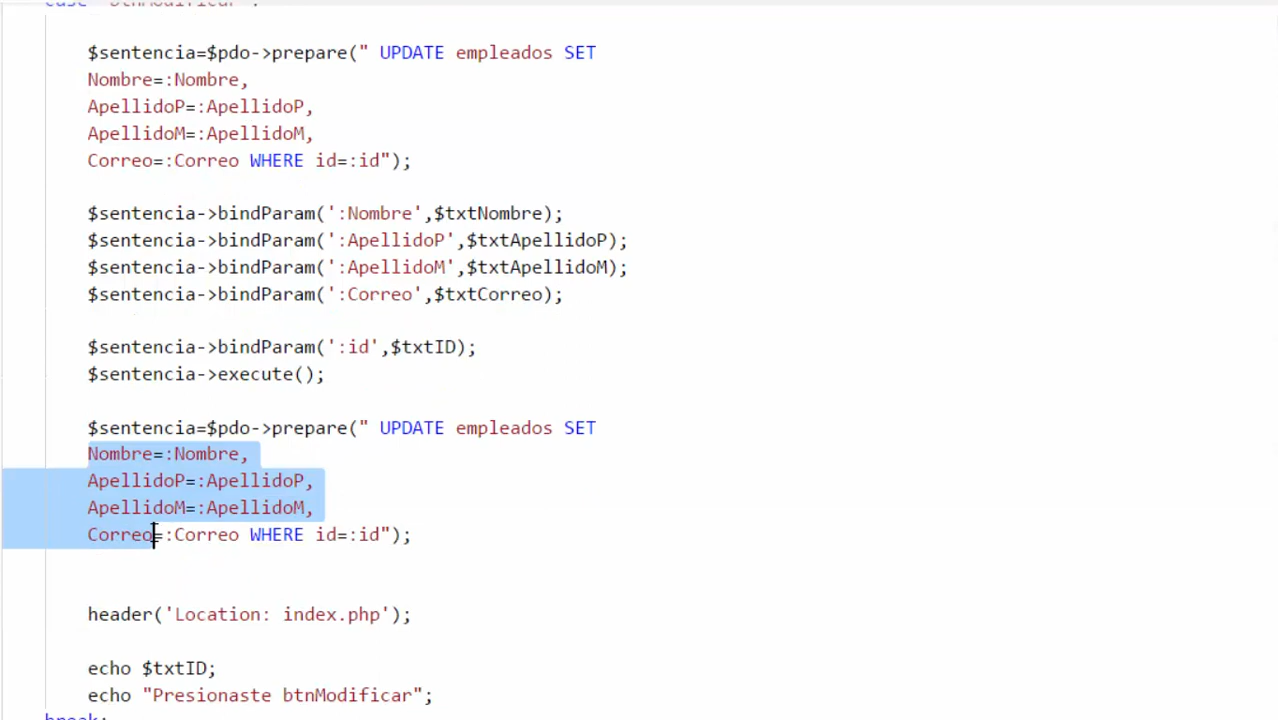 case "btnModificar":
$sentencia=$pdo->prepare(" UPDATE empleados SET
Nombre=:Nombre,
ApellidoP=:ApellidoP,
ApellidoM=:ApellidoM,
Correo=:Correo WHERE id=:id");
$sentencia->bindParam(':Nombre',$txtNombre);
$sentencia->bindParam(':ApellidoP',$txtApellidoP);
$sentencia->bindParam(':ApellidoM',$txtApellidoM);
$sentencia->bindParam(':Correo',$txtCorreo);
$sentencia->bindParam(':id',$txtID);
$sentencia->execute();
$sentencia=$pdo->prepare(" UPDATE empleados SET
Nombre=:Nombre,
ApellidoP=:ApellidoP,
ApellidoM=:ApellidoM,
Correo=:Correo WHERE id=:id");
header('Location: index.php');
echo $txtID;
echo "Presionaste btnModificar";
break;